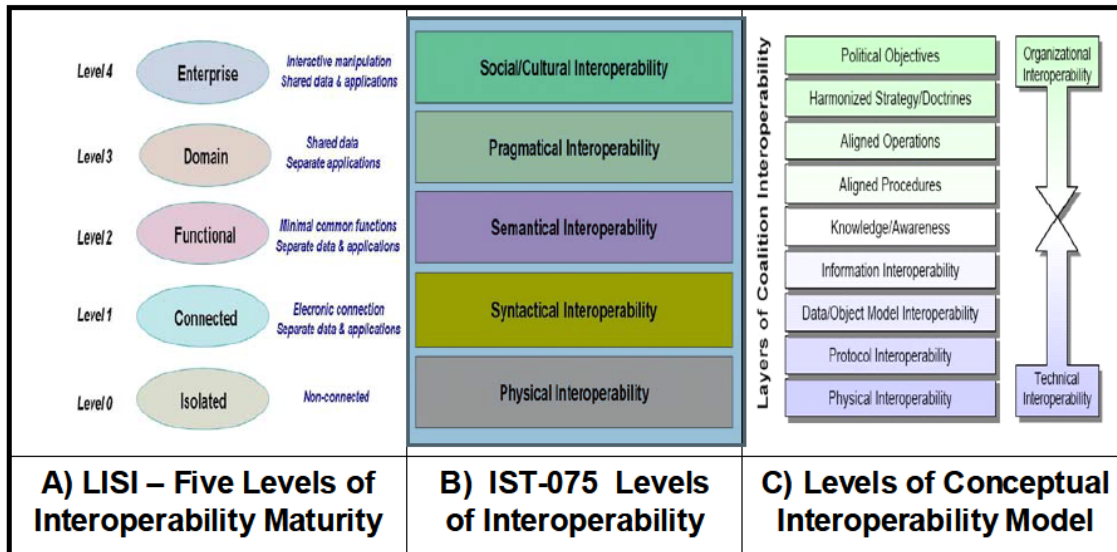 Level 4
Enterprise
Interactive manipulation
Shared data & applications
Level 3
Domain
Shared data
Separate applications
Level 2
Functional
Minimal common functions
Separate data & applications
Level 1
Connected
Elecronic connection
Separate data & applications
Level 0
Isolated
Non-connected
A) LISI – Five Levels of
Interoperability Maturity
Social/Cultural Interoperability
Pragmatical Interoperability
Semantical Interoperability
Syntactical Interoperability
Physical Interoperability
B) IST-075 Levels
of Interoperability
Layers of Coalition Interoperability
Political Objectives
Harmonized Strategy/Doctrines
Aligned Operations
Aligned Procedures
Knowledge/Awareness
Information Interoperability
Data/Object Model Interoperability
Protocol Interoperability
Physical Interoperability
Organizational
Interoperability
Technical
Interoperability
C) Levels of Conceptual
Interoperability Model